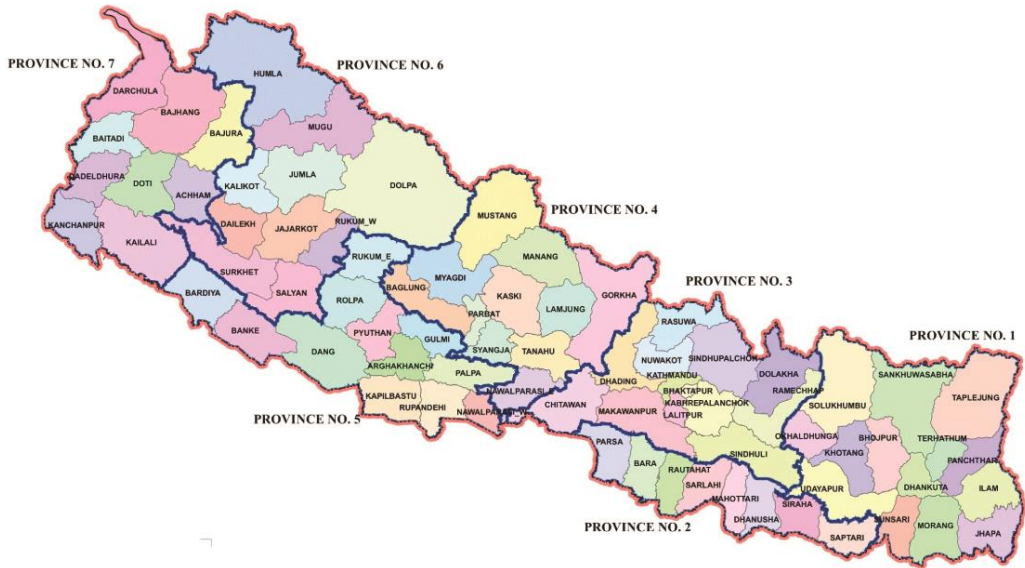 PROVINCE NO. 7
PROVINCE NO. 6
HUMLA
DARCHULA
BAJHANG
BAJURA
MUGU
BAITADI
DADELDHURA
DOTI
ACHHAM
KALIKOT
JUMLA
DOLPA
KANCHANPUR
KAILALI
DAILEKH
JAJARKOT
RUKUM_W
MUSTANG
PROVINCE NO. 4
SURKHET
SALYAN
RUKUM_E
MYAGDI
MANANG
BARDIYA
BANKE
ROLPA
BAGLUNG
PARBAT
KASKI
LAMJUNG
GORKHA
PROVINCE NO. 3
DANG
PYUTHAN
GULMI
SYANGJA
TANAHU
RASUWA
NUWAKOT
SINDHUPALCHOK
ARGHAKHANCHI
PALPA
DHADING
KATHMANDU
DOLAKHA
PROVINCE NO. 1
KAPILBASTU
RUPANDEHI
NAWALPARASI_W
NAWALPARASI
CHITAWAN
MAKAWANPUR
BHAKTAPUR
KABHREPALANCHOK
LALITPUR
RAMECHHAP
SOLUKHUMBU
SANKHUWASABHA
TAPLEJUNG
PROVINCE NO. 5
SINDHULI
OKHALDHUNGA
KHOTANG
BHOJPUR
TERHATHUM
PANCHTHAR
PARSA
BARA
RAUTAHAT
SARLAHI
MAHOTTARI
DHANUSHA
SIRAHA
UDAYAPUR
DHANKUTA
ILAM
PROVINCE NO. 2
SAPTARI
SUNSARI
MORANG
JHAPA